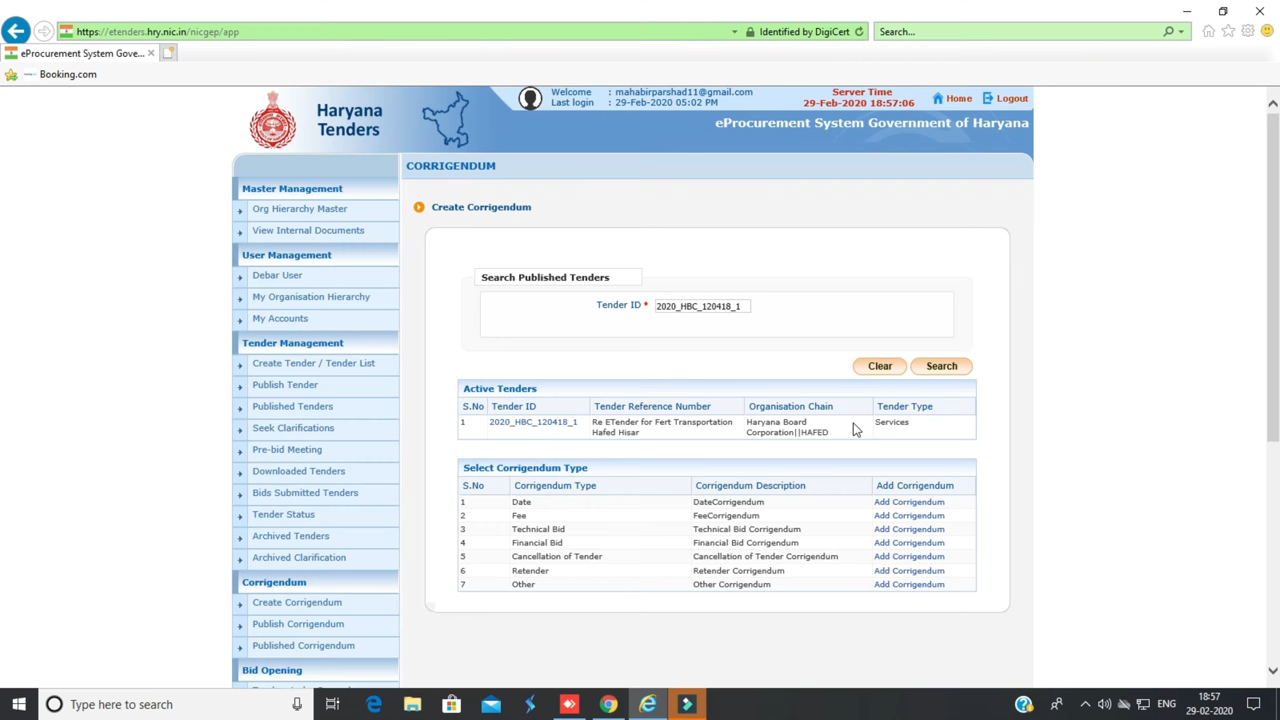 https://etenders.hry.nic.in/nicgep/app
Identified by DigiCert
Search...
eProcurement System Gove...
Booking.com
Haryana
Tenders
Welcome : mahabirparshad11@gmail.com
Last login : 29-Feb-2020 05:02 PM
Server Time
29-Feb-2020 18:57:06
Home
Logout
eProcurement System Government of Haryana
Master Management
Org Hierarchy Master
View Internal Documents
User Management
Debar User
My Organisation Hierarchy
My Accounts
Tender Management
Create Tender / Tender List
Publish Tender
Published Tenders
Seek Clarifications
Pre-bid Meeting
Downloaded Tenders
Bids Submitted Tenders
Tender Status
Archived Tenders
Archived Clarification
Corrigendum
Create Corrigendum
Publish Corrigendum
Published Corrigendum
Bid Opening
CORRIGENDUM
Create Corrigendum
Search Published Tenders
Tender ID * 2020_HBC_120418_1
Clear Search
Active Tenders
S.No Tender ID Tender Reference Number Organisation Chain Tender Type
1 2020_HBC_120418_1 Re ETender for Fert Transportation Haryana Board Services
Hafed Hisar Corporation||HAFED
Select Corrigendum Type
S.No Corrigendum Type Corrigendum Description Add Corrigendum
1 Date DateCorrigendum Add Corrigendum
2 Fee FeeCorrigendum Add Corrigendum
3 Technical Bid Technical Bid Corrigendum Add Corrigendum
4 Financial Bid Financial Bid Corrigendum Add Corrigendum
5 Cancellation of Tender Cancellation of Tender Corrigendum Add Corrigendum
6 Retender Retender Corrigendum Add Corrigendum
7 Other Other Corrigendum Add Corrigendum
Type here to search
ENG
18:57
29-02-2020